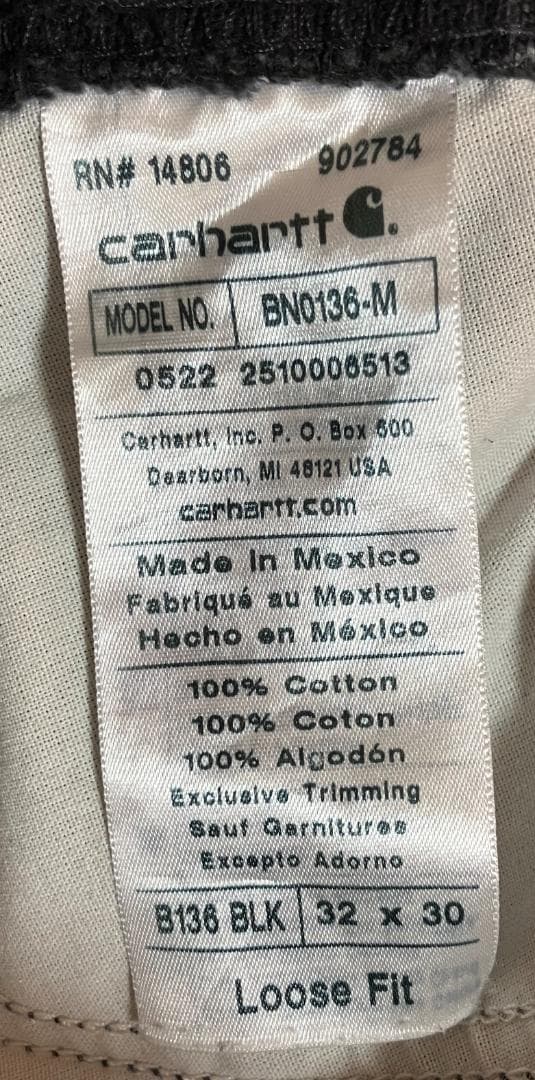 RN# 14806 902784
carhartt
MODEL NO. BN0136-M
0522 2510006513
Carhartt, Inc. P. O. Box 600
Dearborn, MI 48121 USA
carhartt.com
Made In Mexico
Fabriqué au Mexique
Hecho en México
100% Cotton
100% Coton
100% Algodón
Exclusive Trimming
Sauf Garnitures
Excepto Adorno
B136 BLK 32 x 30
Loose Fit